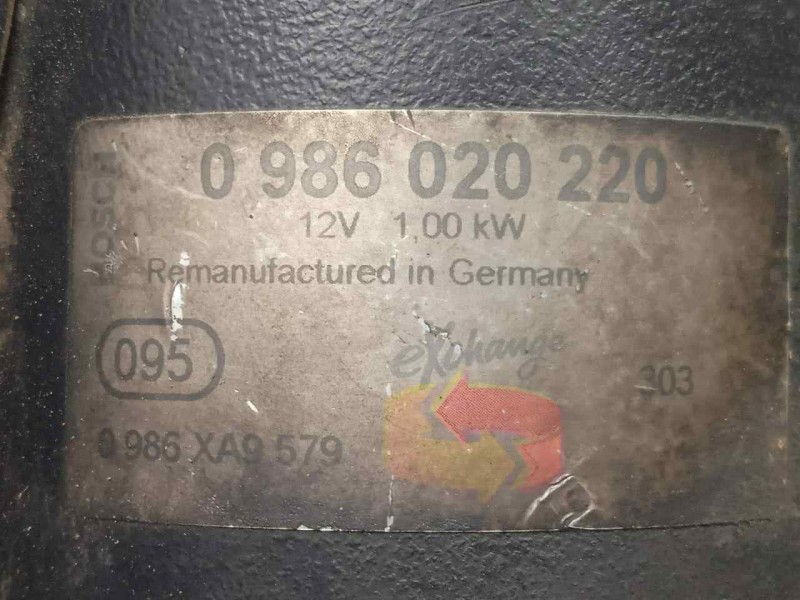 BOSCH
0 986 020 220
12V 1,00 kW
Remanufactured in Germany
eXchange
095
303
0 986 XA9 579